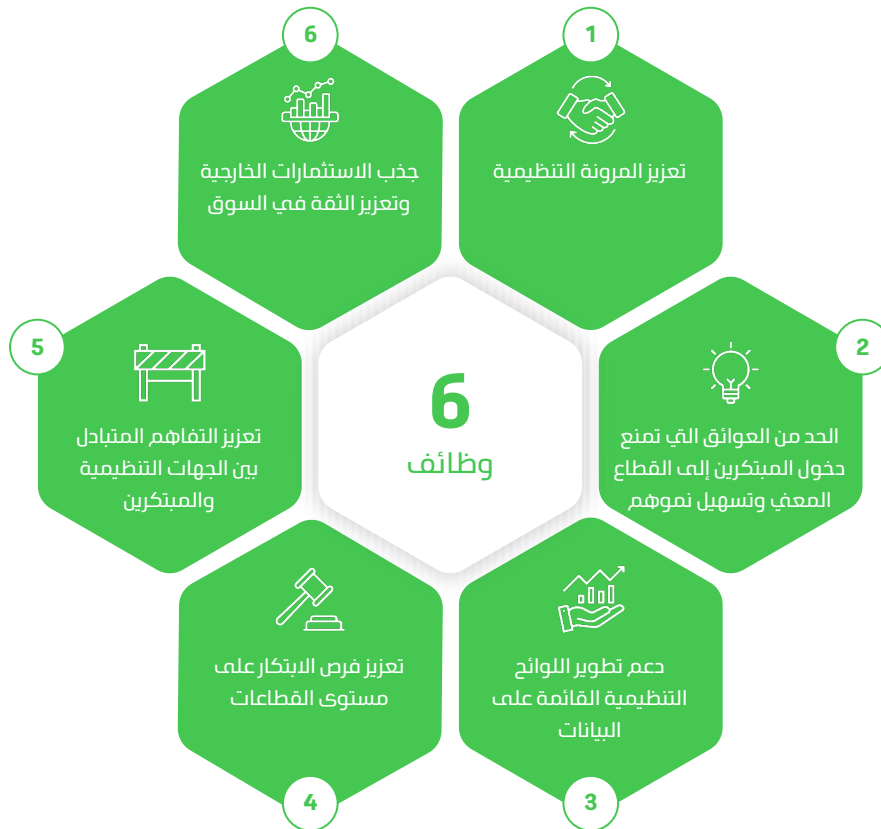 6
وظائف
1
تعزيز المرونة التنظيمية
2
الحد من العوائق التي تمنع
دخول المبتكرين إلى القطاع
المعني وتسهيل نموهم
3
دعم تطوير اللوائح
التنظيمية القائمة على
البيانات
4
تعزيز فرص الابتكار على
مستوى القطاعات
5
تعزيز التفاهم المتبادل
بين الجهات التنظيمية
والمبتكرين
6
جذب الاستثمارات الخارجية
وتعزيز الثقة في السوق